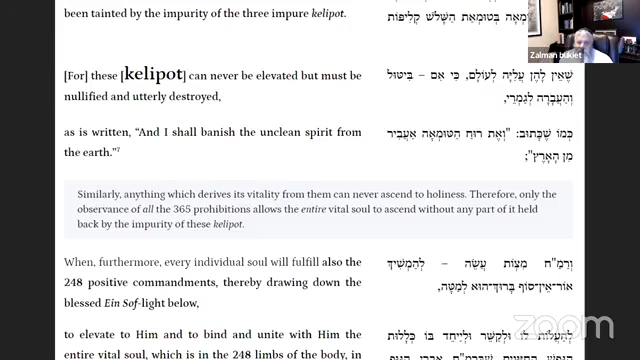 been tainted by the impurity of the three impure kelipot.
מְאָה בְּטוּמְאַת הַשָּׁלֹשׁ קְלִיפּוֹת
Zalman bukiet
[For] these [kelipot] can never be elevated but must be
nullified and utterly destroyed,
שֶׁאֵין לָהֶן עֲלִיָּה לְעוֹלָם, כִּי אִם – בִּיטּוּל
וְהַעֲבָרָה לְגַמְרֵי,
as is written, “And I shall banish the unclean spirit from
the earth.”7
כְּמוֹ שֶׁכָּתוּב: "וְאֶת רוּחַ הַטּוּמְאָה אַעֲבִיר
מִן הָאָרֶץ";
Similarly, anything which derives its vitality from them can never ascend to holiness. Therefore, only the
observance of all the 365 prohibitions allows the entire vital soul to ascend without any part of it held
back by the impurity of these kelipot.
When, furthermore, every individual soul will fulfill also the
248 positive commandments, thereby drawing down the
blessed Ein Sof-light below,
וְרַמַ"ח מִצְוֹת עֲשֵׂה – לְהַמְשִׁיךְ
אוֹר־אֵין־סוֹף בָּרוּךְ־הוּא לְמַטָּה,
to elevate to Him and to bind and unite with Him the
entire vital soul, which is in the 248 limbs of the body, in
לְהַעֲלוֹת לוֹ וּלְקַשֵּׁר וּלְיַחֵד בּוֹ כְּלָלוּת
zoom